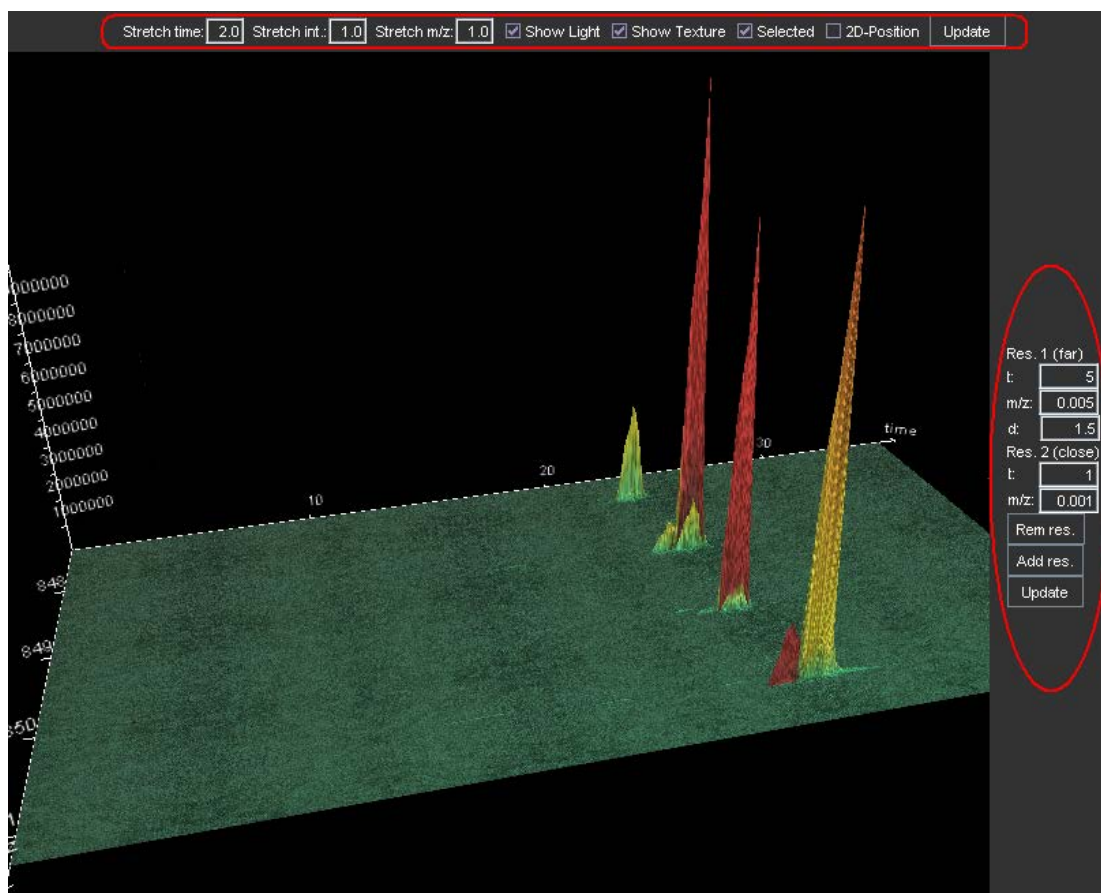 Stretch time: 2.0 Stretch int.: 1.0 Stretch m/z: 1.0 Show Light Show Texture Selected 2D-Position Update
000000
8000000
7000000
6000000
5000000
4000000
3000000
2000000
1000000
10
20
30
time
848
849
850
Res. 1 (far)
t: 5
m/z: 0.005
d: 1.5
Res. 2 (close)
t: 1
m/z: 0.001
Rem res.
Add res.
Update